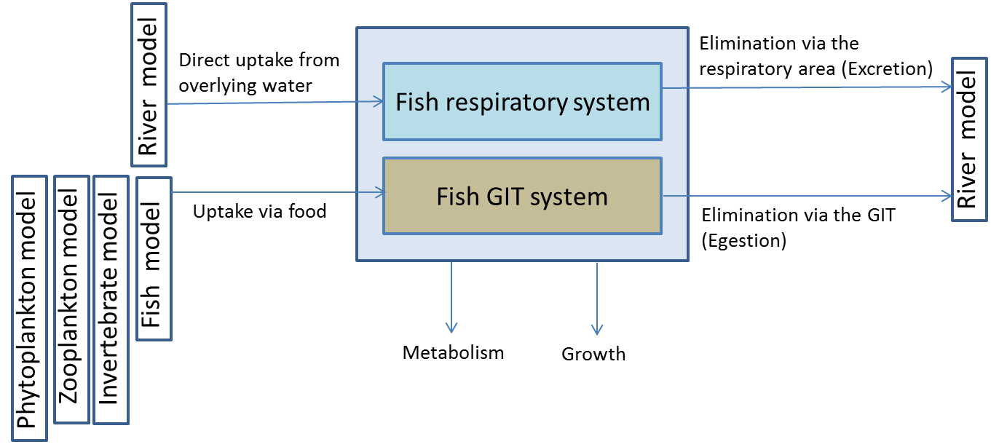 River model
Direct uptake from
overlying water
Fish respiratory system
Elimination via the
respiratory area (Excretion)
River model
Phytoplankton model
Zooplankton model
Invertebrate model
Fish model
Uptake via food
Fish GIT system
Elimination via the GIT
(Egestion)
Metabolism
Growth